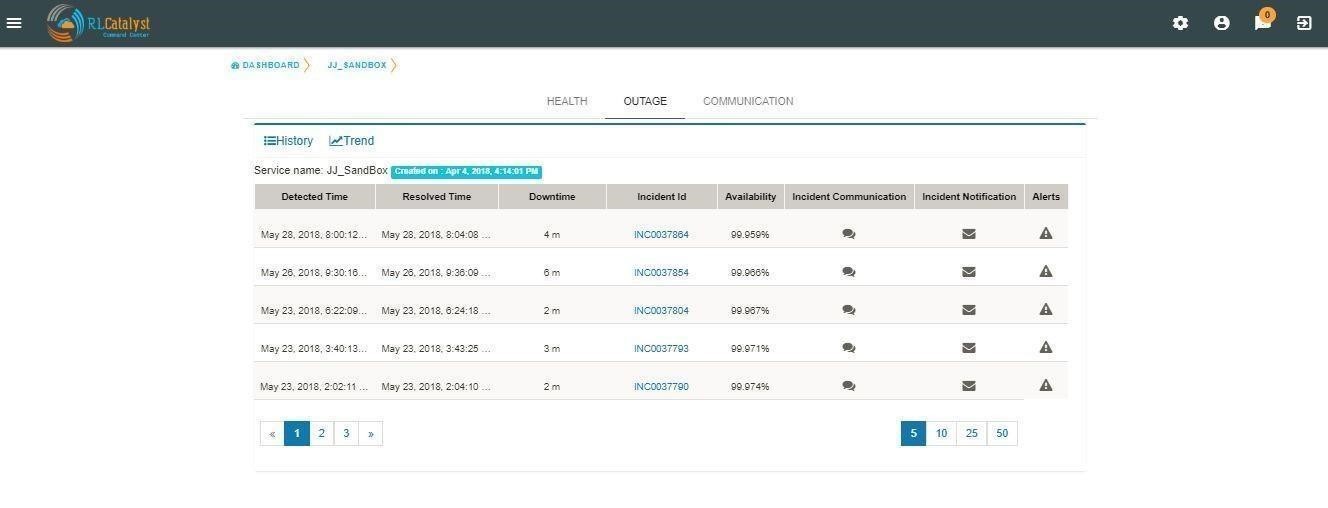 RLCatalyst
Command Center
0
DASHBOARD JJ_SANDBOX
HEALTH OUTAGE COMMUNICATION
History Trend
Service name: JJ_SandBox Created on : Apr 4, 2018, 4:14:01 PM
Detected Time Resolved Time Downtime Incident Id Availability Incident Communication Incident Notification Alerts
May 28, 2018, 8:00:12... May 28, 2018, 8:04:08 ... 4 m INC0037864 99.959%
May 26, 2018, 9:30:16... May 26, 2018, 9:36:09 ... 6 m INC0037854 99.966%
May 23, 2018, 6:22:09... May 23, 2018, 6:24:18 ... 2 m INC0037804 99.967%
May 23, 2018, 3:40:13... May 23, 2018, 3:43:25 ... 3 m INC0037793 99.971%
May 23, 2018, 2:02:11 ... May 23, 2018, 2:04:10 ... 2 m INC0037790 99.974%
« 1 2 3 » 5 10 25 50